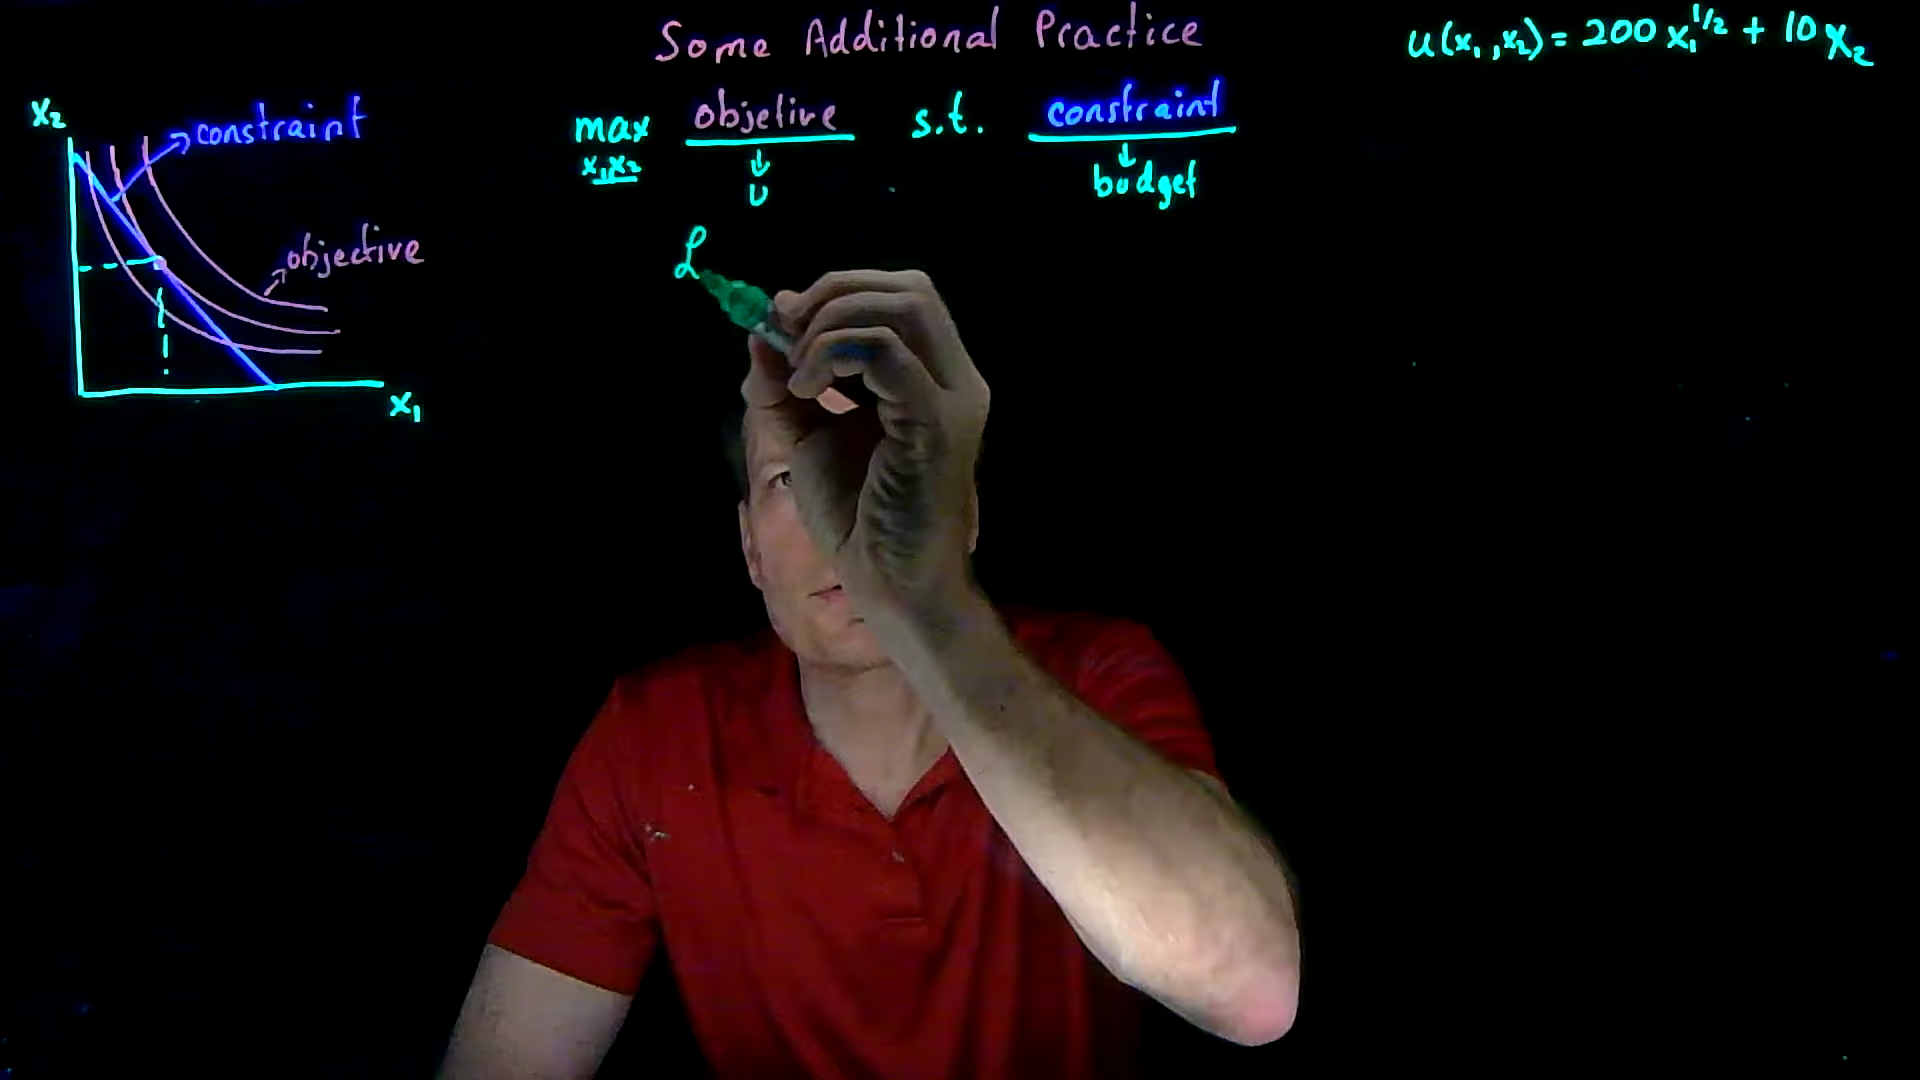 Some Additional Practice
u(x₁,x₂) = 200 x₁^1/2 + 10 x₂
max objetive s.t. constraint
x₁,x₂ ↓ ↓
U budget
x₂
→ constraint
→ objective
x₁
ℒ